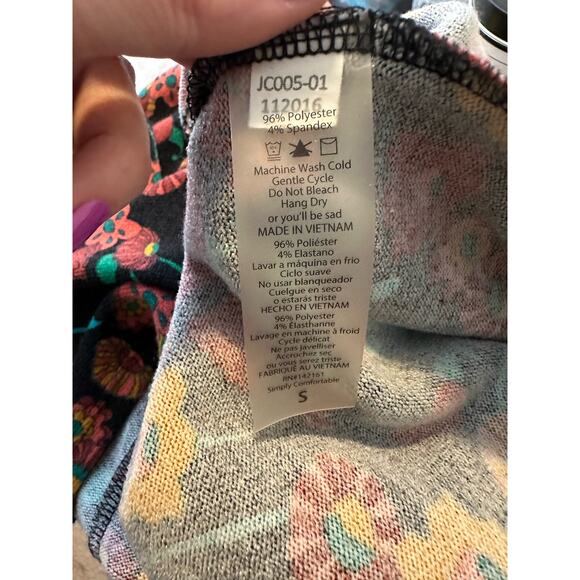 JC005-01
112016
96% Polyester
4% Spandex
Machine Wash Cold
Gentle Cycle
Do Not Bleach
Hang Dry
or you'll be sad
MADE IN VIETNAM
96% Poliéster
4% Elastano
Lavar a máquina en frio
Ciclo suave
No usar blanqueador
Cuelgue en seco
o estarás triste
HECHO EN VIETNAM
96% Polyester
4% Élasthanne
Lavage en machine à froid
Cycle délicat
Ne pas javelliser
Accrochez sec
ou vous serez triste
FABRIQUÉ AU VIETNAM
RN#142161
Simply Comfortable
S